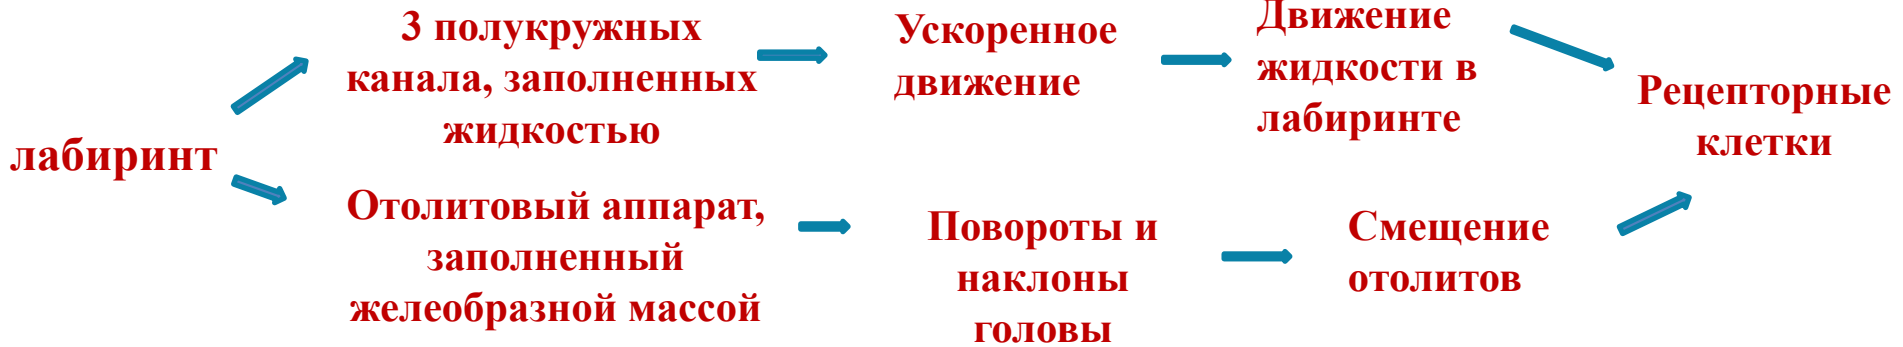 лабиринт
3 полукружных
канала, заполненных
жидкостью
Ускоренное
движение
Движение
жидкости в
лабиринте
Рецепторные
клетки
Отолитовый аппарат,
заполненный
желеобразной массой
Повороты и
наклоны
головы
Смещение
отолитов